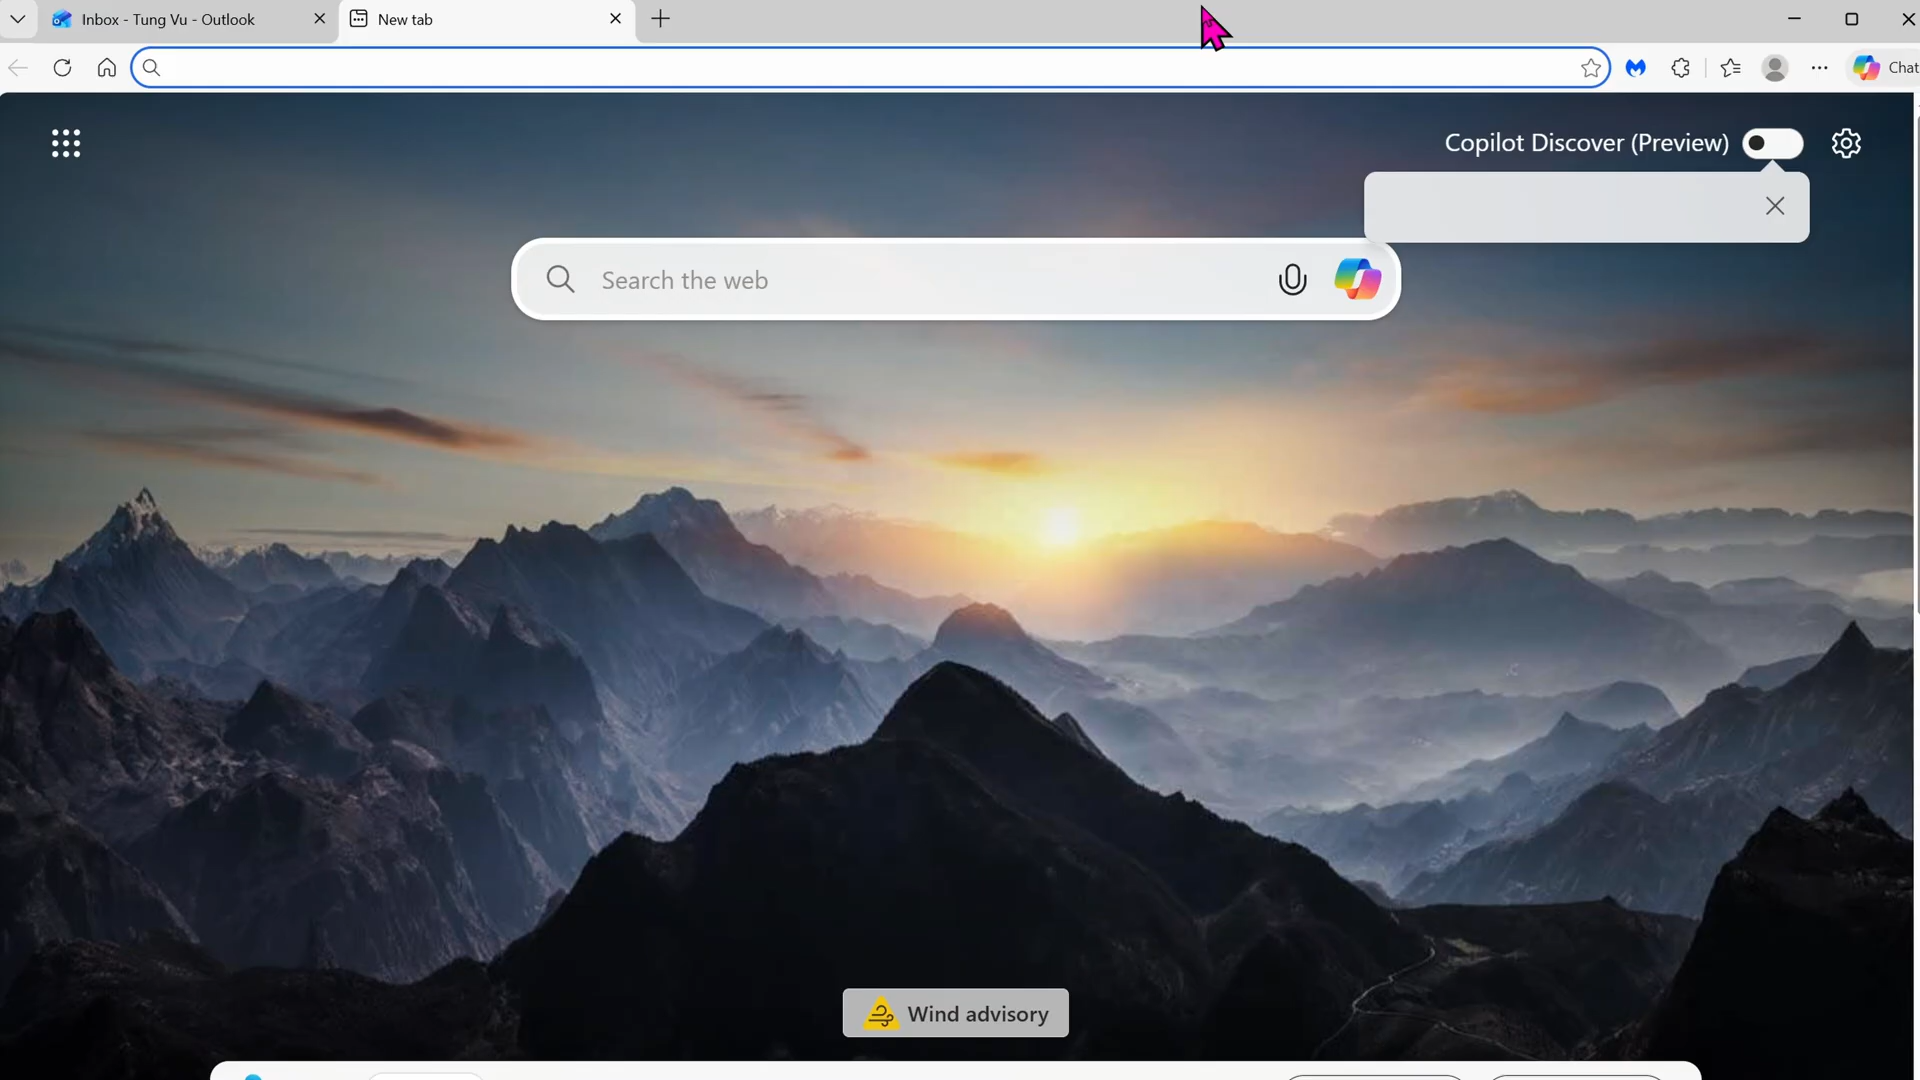 Inbox - Tung Vu - Outlook
New tab
Chat
Copilot Discover (Preview)
Search the web
Wind advisory